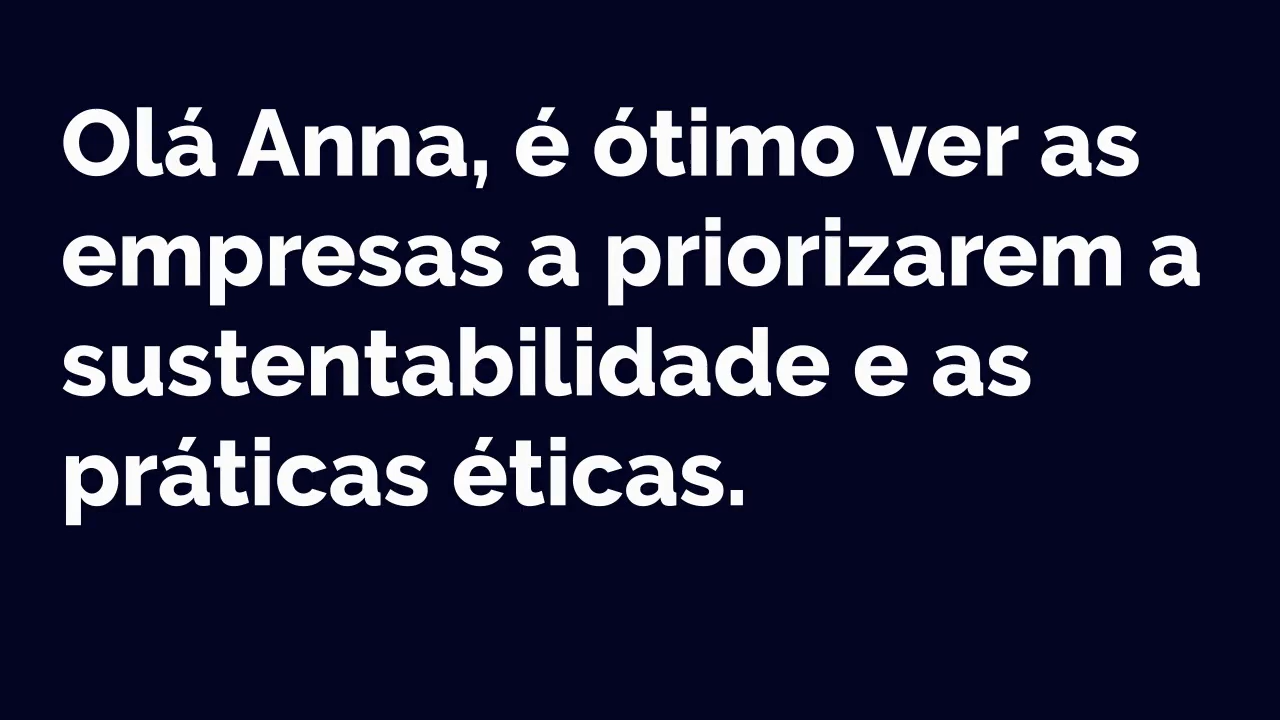 Olá Anna, é ótimo ver as
empresas a priorizarem a
sustentabilidade e as
práticas éticas.